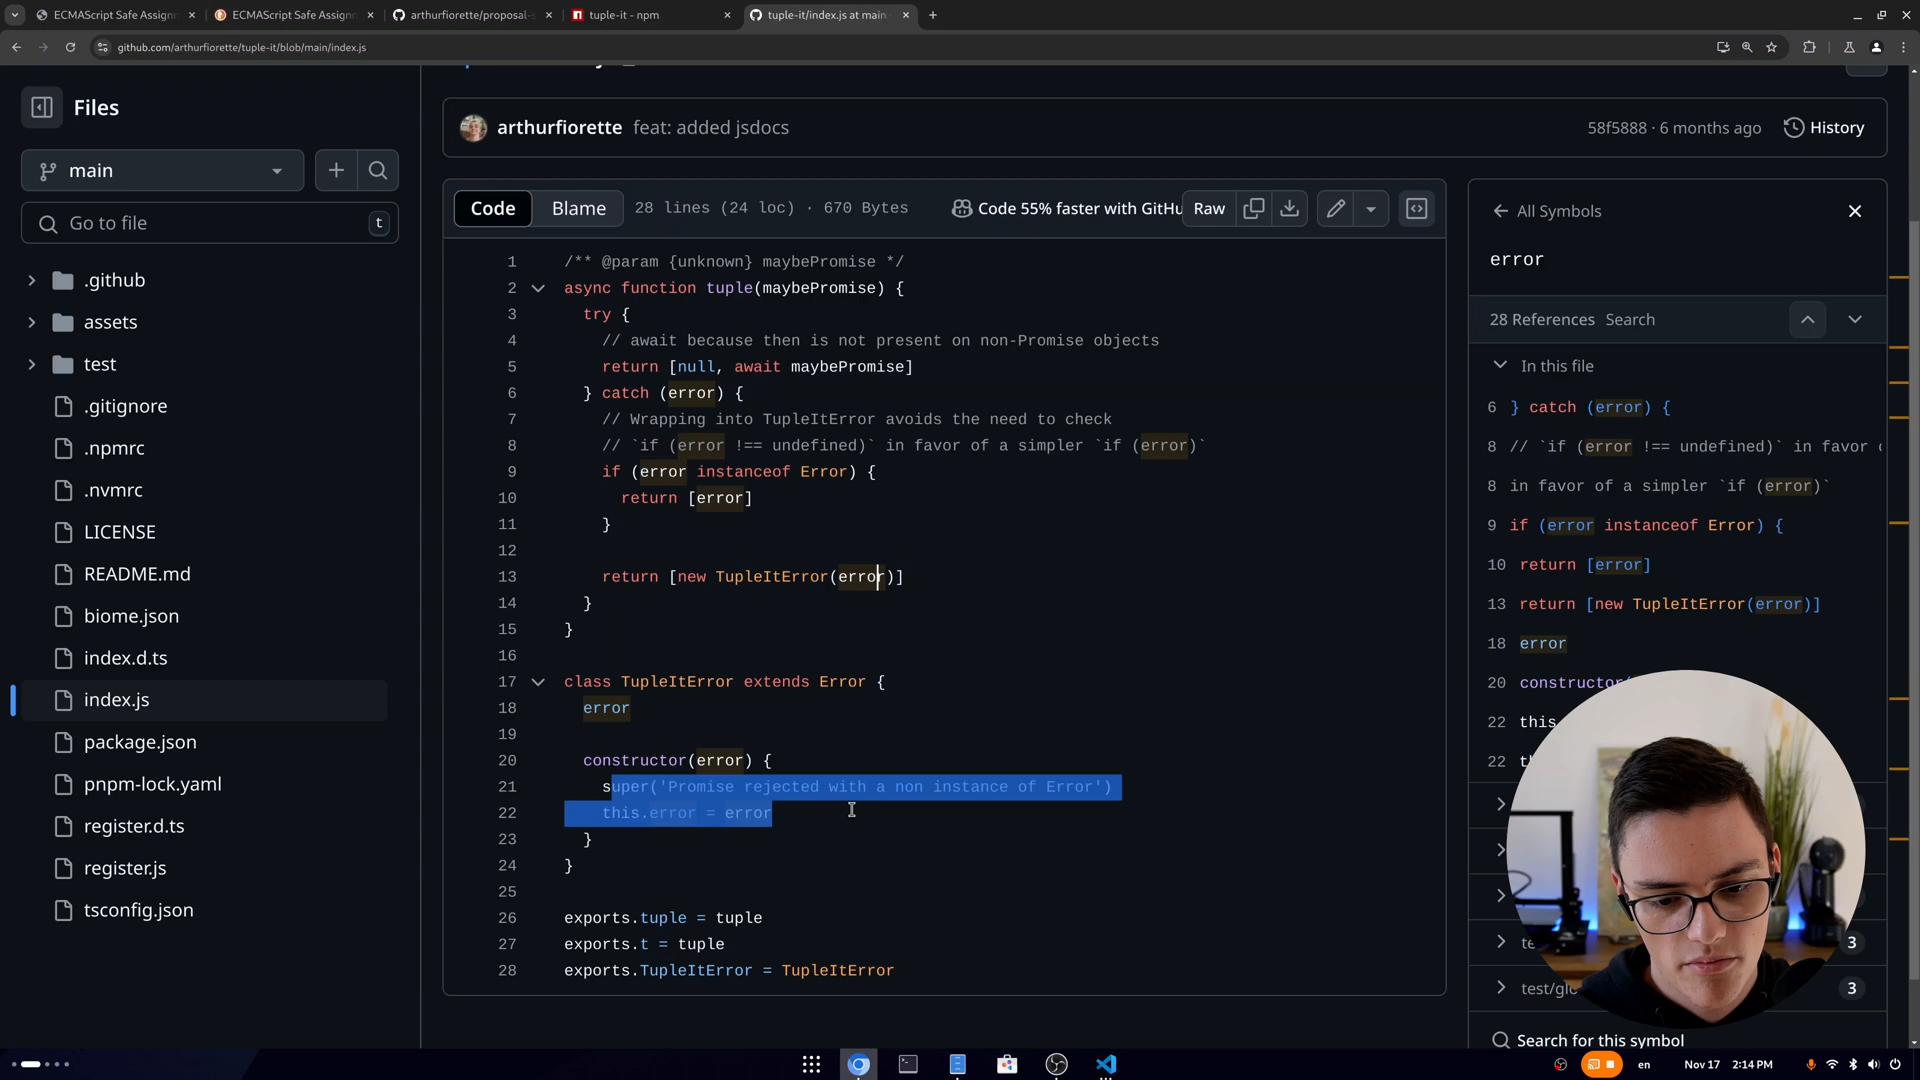 ECMAScript Safe Assignm
ECMAScript Safe Assignm
arthurfiorette/proposal-s
tuple-it - npm
tuple-it/index.js at main
github.com/arthurfiorette/tuple-it/blob/main/index.js
Files
main
Go to file
t
.github
assets
test
.gitignore
.npmrc
.nvmrc
LICENSE
README.md
biome.json
index.d.ts
index.js
package.json
pnpm-lock.yaml
register.d.ts
register.js
tsconfig.json
arthurfiorette feat: added jsdocs
58f5888 · 6 months ago
History
Code
Blame
28 lines (24 loc) · 670 Bytes
Code 55% faster with GitHu
Raw
1 /** @param {unknown} maybePromise */
2 async function tuple(maybePromise) {
3 try {
4 // await because then is not present on non-Promise objects
5 return [null, await maybePromise]
6 } catch (error) {
7 // Wrapping into TupleItError avoids the need to check
8 // `if (error !== undefined)` in favor of a simpler `if (error)`
9 if (error instanceof Error) {
10 return [error]
11 }
12
13 return [new TupleItError(error)]
14 }
15 }
16
17 class TupleItError extends Error {
18 error
19
20 constructor(error) {
21 super('Promise rejected with a non instance of Error')
22 this.error = error
23 }
24 }
25
26 exports.tuple = tuple
27 exports.t = tuple
28 exports.TupleItError = TupleItError
All Symbols
error
28 References Search
In this file
6 } catch (error) {
8 // `if (error !== undefined)` in favor
8 in favor of a simpler `if (error)`
9 if (error instanceof Error) {
10 return [error]
13 return [new TupleItError(error)]
18 error
20 constructor
22 this
22
3
3
Search for this symbol
en
Nov 17 2:14 PM